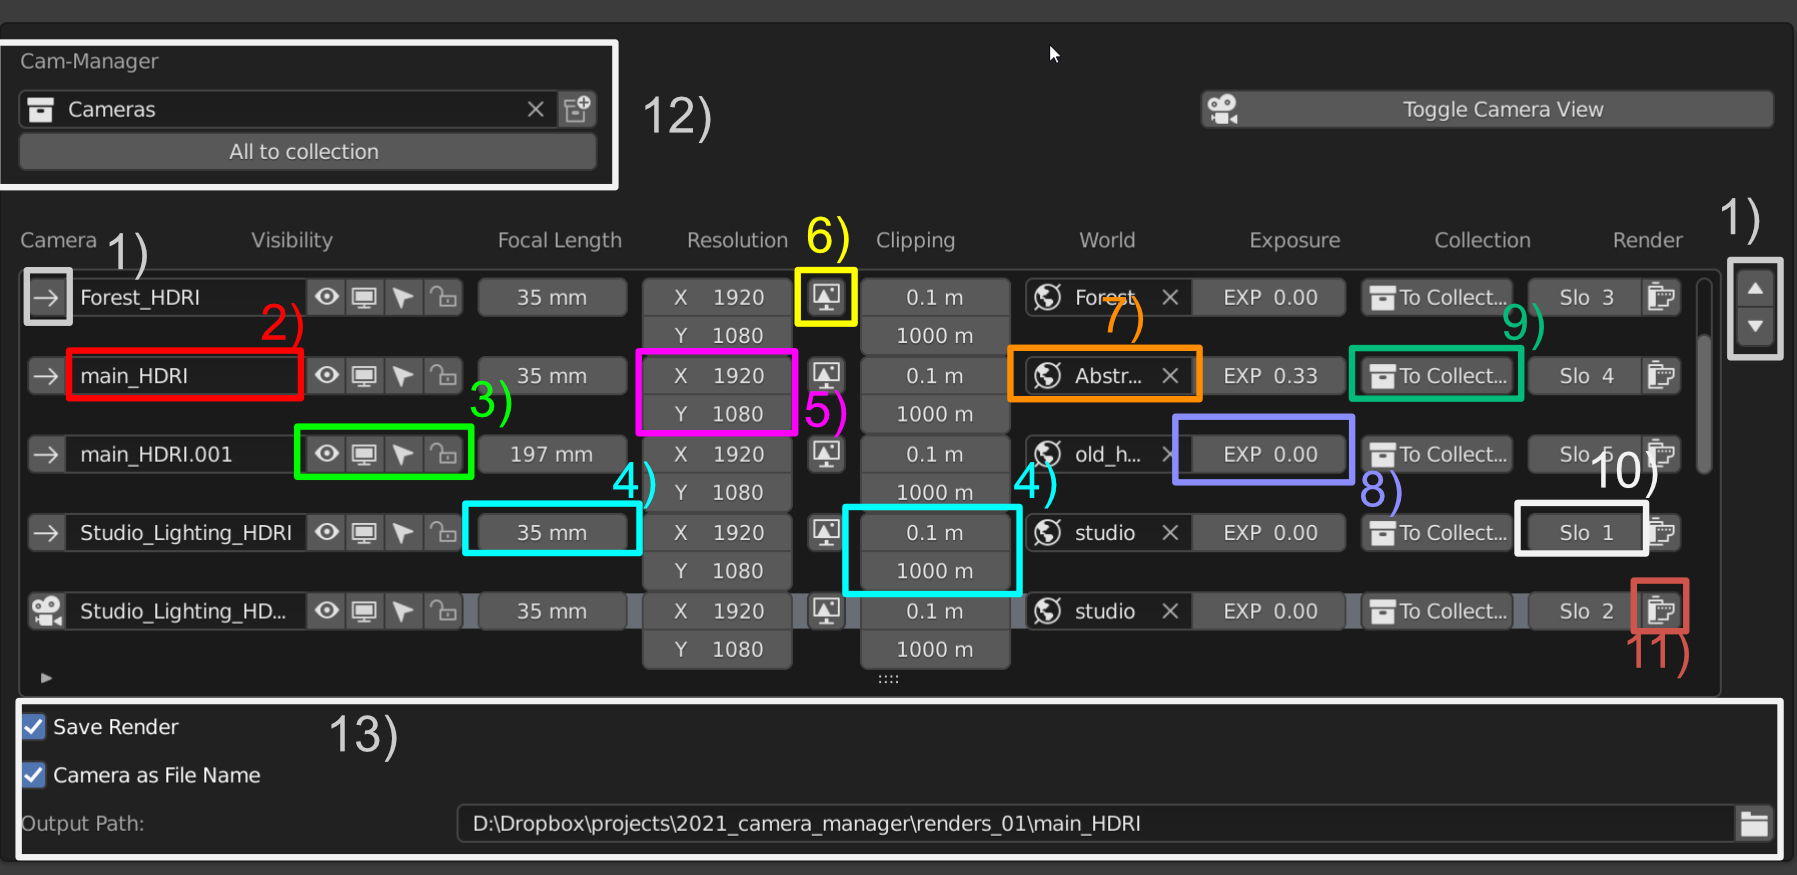 Cam-Manager
Cameras
12)
Toggle Camera View
All to collection
1)
Camera 1) Visibility Focal Length Resolution 6) Clipping World Exposure Collection Render
Forest_HDRI 35 mm X 1920 0.1 m Forest EXP 0.00 To Collect... Slo 3
2) Y 1080 1000 m 7) 9)
main_HDRI 35 mm X 1920 0.1 m Abstr... EXP 0.33 To Collect... Slo 4
3) Y 1080 5) 1000 m
main_HDRI.001 197 mm X 1920 0.1 m old_h... EXP 0.00 To Collect... Slo 5
4) Y 1080 1000 m 4) 8) 10)
Studio_Lighting_HDRI 35 mm X 1920 0.1 m studio EXP 0.00 To Collect... Slo 1
Y 1080 1000 m
Studio_Lighting_HD... 35 mm X 1920 0.1 m studio EXP 0.00 To Collect... Slo 2
Y 1080 1000 m 11)
Save Render 13)
Camera as File Name
Output Path: D:\Dropbox\projects\2021_camera_manager\renders_01\main_HDRI